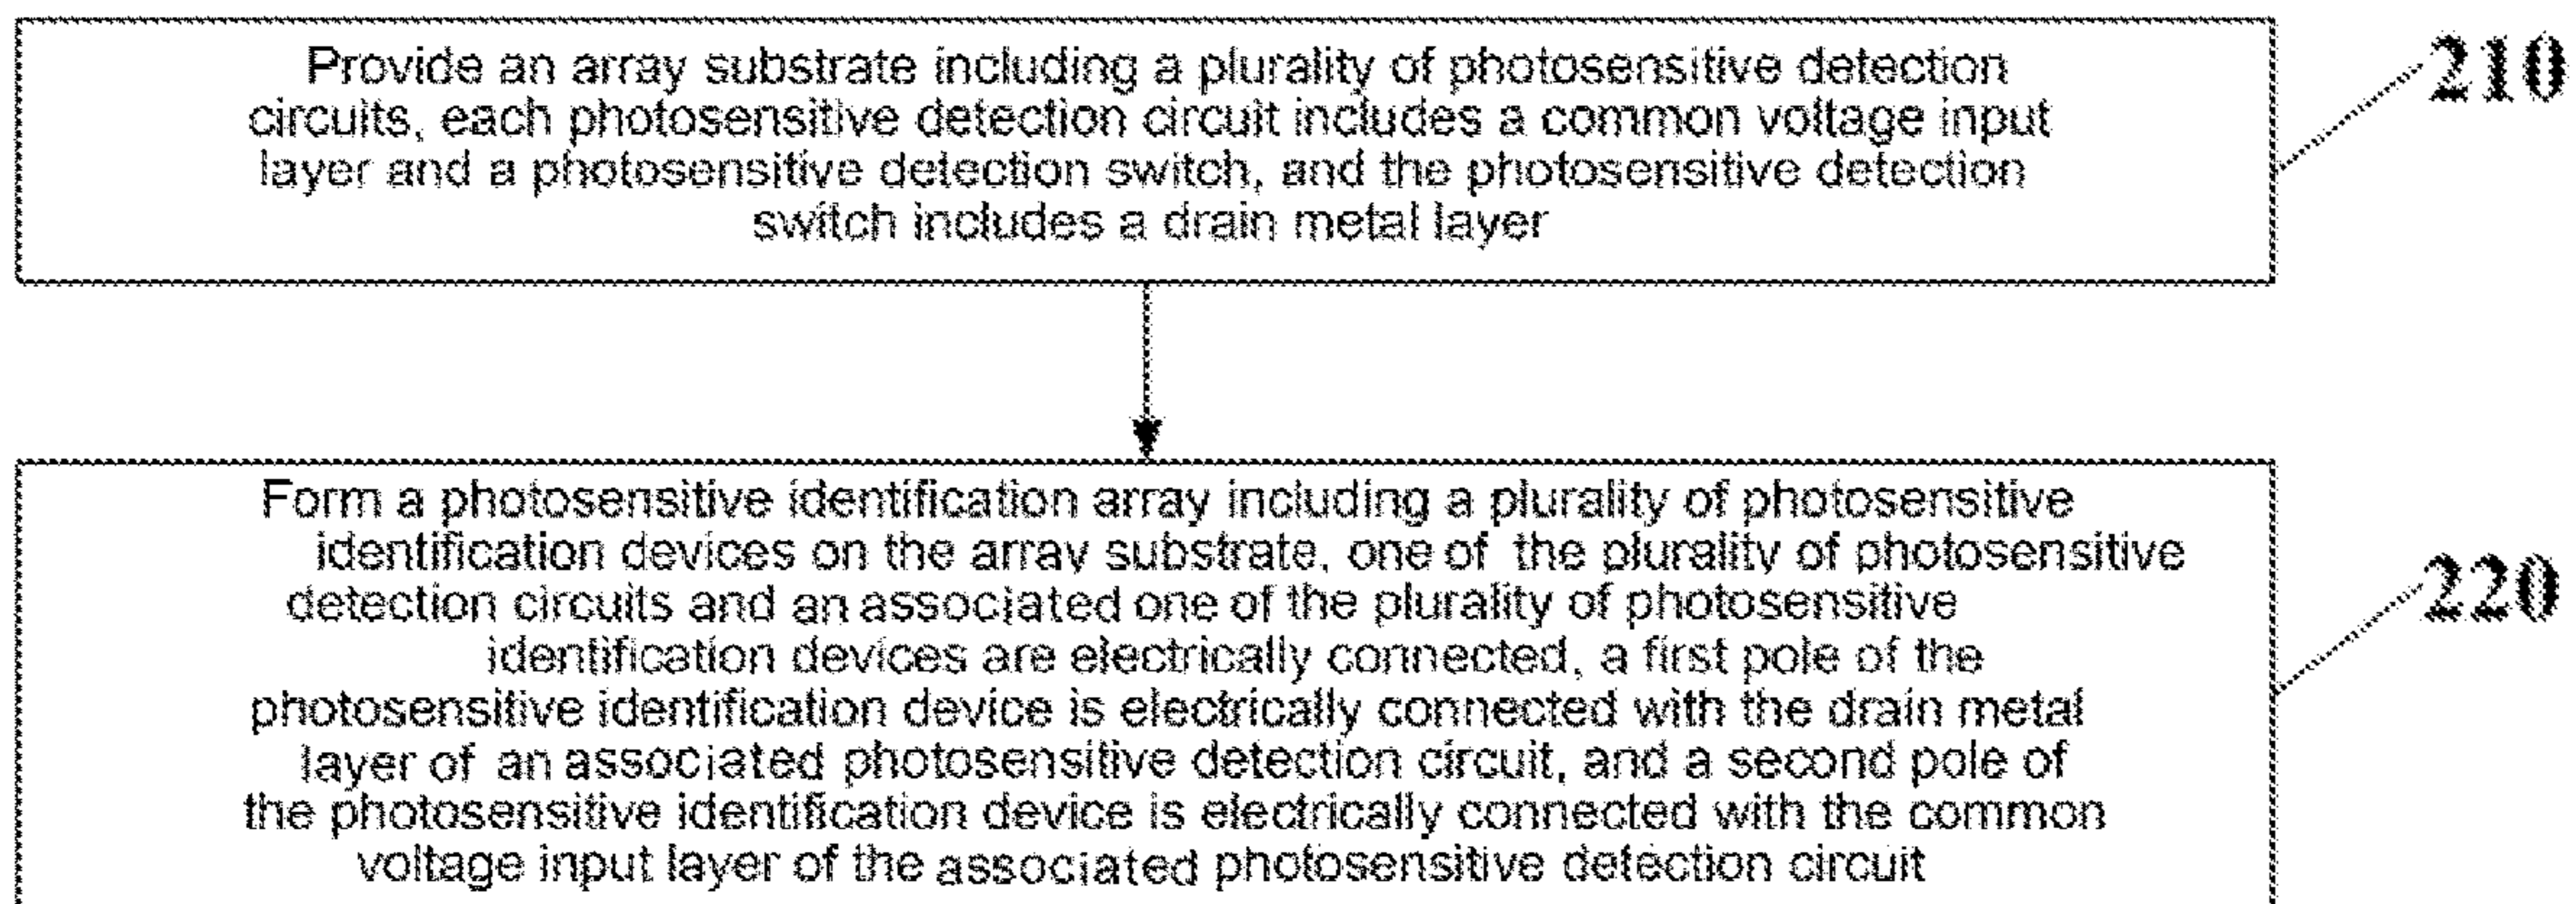 Provide an array substrate including a plurality of photosensitive detection
circuits, each photosensitive detection circuit includes a common voltage input
layer and a photosensitive detection switch, and the photosensitive detection
switch includes a drain metal layer
210
Form a photosensitive identification array including a plurality of photosensitive
identification devices on the array substrate, one of the plurality of photosensitive
detection circuits and an associated one of the plurality of photosensitive
identification devices are electrically connected, a first pole of the
photosensitive identification device is electrically connected with the drain metal
layer of an associated photosensitive detection circuit, and a second pole of
the photosensitive identification device is electrically connected with the common
voltage input layer of the associated photosensitive detection circuit
220